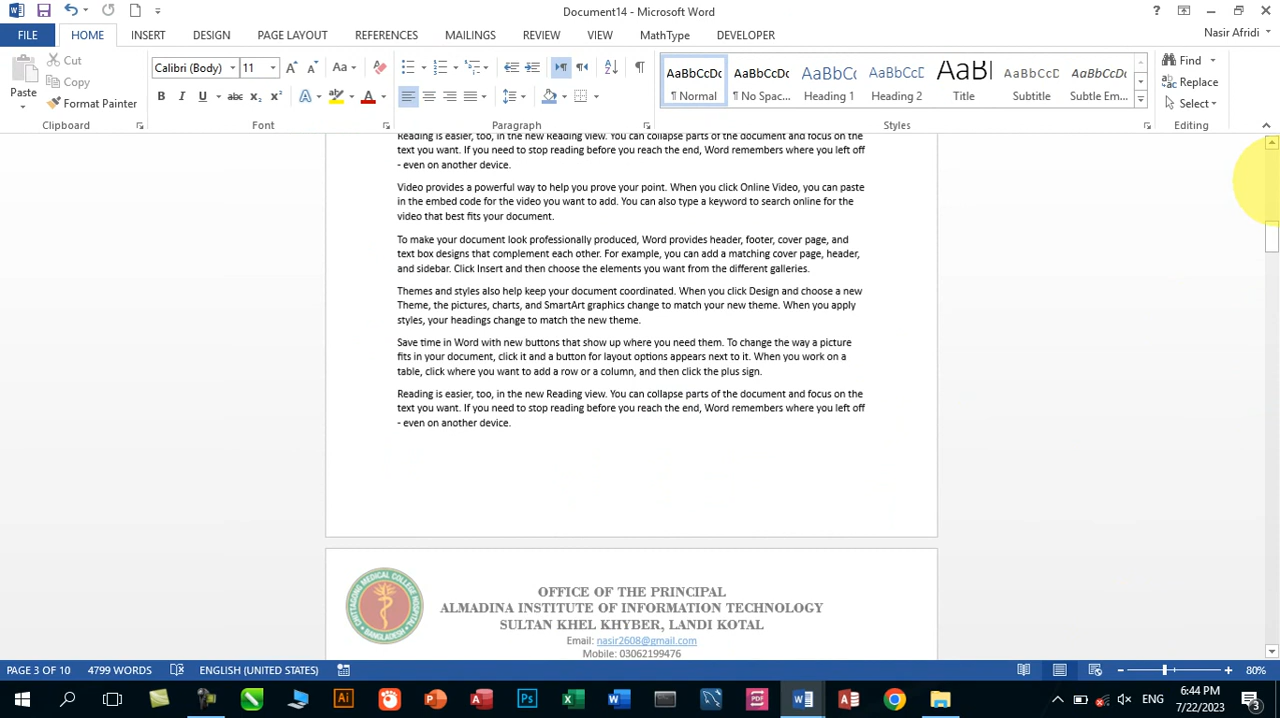 Document14 - Microsoft Word
FILE
HOME
INSERT
DESIGN
PAGE LAYOUT
REFERENCES
MAILINGS
REVIEW
VIEW
MathType
DEVELOPER
Nasir Afridi
Paste
Cut
Copy
Format Painter
Clipboard
Calibri (Body)
11
Font
Paragraph
AaBbCcDc
¶ Normal
AaBbCcDc
¶ No Spac...
AaBbCc
Heading 1
AaBbCcD
Heading 2
AaBl
Title
AaBbCcD
Subtitle
AaBbCcDc
Subtle Em...
Styles
Find
Replace
Select
Editing
Reading is easier, too, in the new Reading view. You can collapse parts of the document and focus on the
text you want. If you need to stop reading before you reach the end, Word remembers where you left off
- even on another device.
Video provides a powerful way to help you prove your point. When you click Online Video, you can paste
in the embed code for the video you want to add. You can also type a keyword to search online for the
video that best fits your document.
To make your document look professionally produced, Word provides header, footer, cover page, and
text box designs that complement each other. For example, you can add a matching cover page, header,
and sidebar. Click Insert and then choose the elements you want from the different galleries.
Themes and styles also help keep your document coordinated. When you click Design and choose a new
Theme, the pictures, charts, and SmartArt graphics change to match your new theme. When you apply
styles, your headings change to match the new theme.
Save time in Word with new buttons that show up where you need them. To change the way a picture
fits in your document, click it and a button for layout options appears next to it. When you work on a
table, click where you want to add a row or a column, and then click the plus sign.
Reading is easier, too, in the new Reading view. You can collapse parts of the document and focus on the
text you want. If you need to stop reading before you reach the end, Word remembers where you left off
- even on another device.
CHITTAGONG MEDICAL COLLEGE HOSPITAL
BANGLADESH
OFFICE OF THE PRINCIPAL
ALMADINA INSTITUTE OF INFORMATION TECHNOLOGY
SULTAN KHEL KHYBER, LANDI KOTAL
Email: nasir2608@gmail.com
Mobile: 03062199476
PAGE 3 OF 10
4799 WORDS
ENGLISH (UNITED STATES)
80%
ENG
6:44 PM
7/22/2023
3